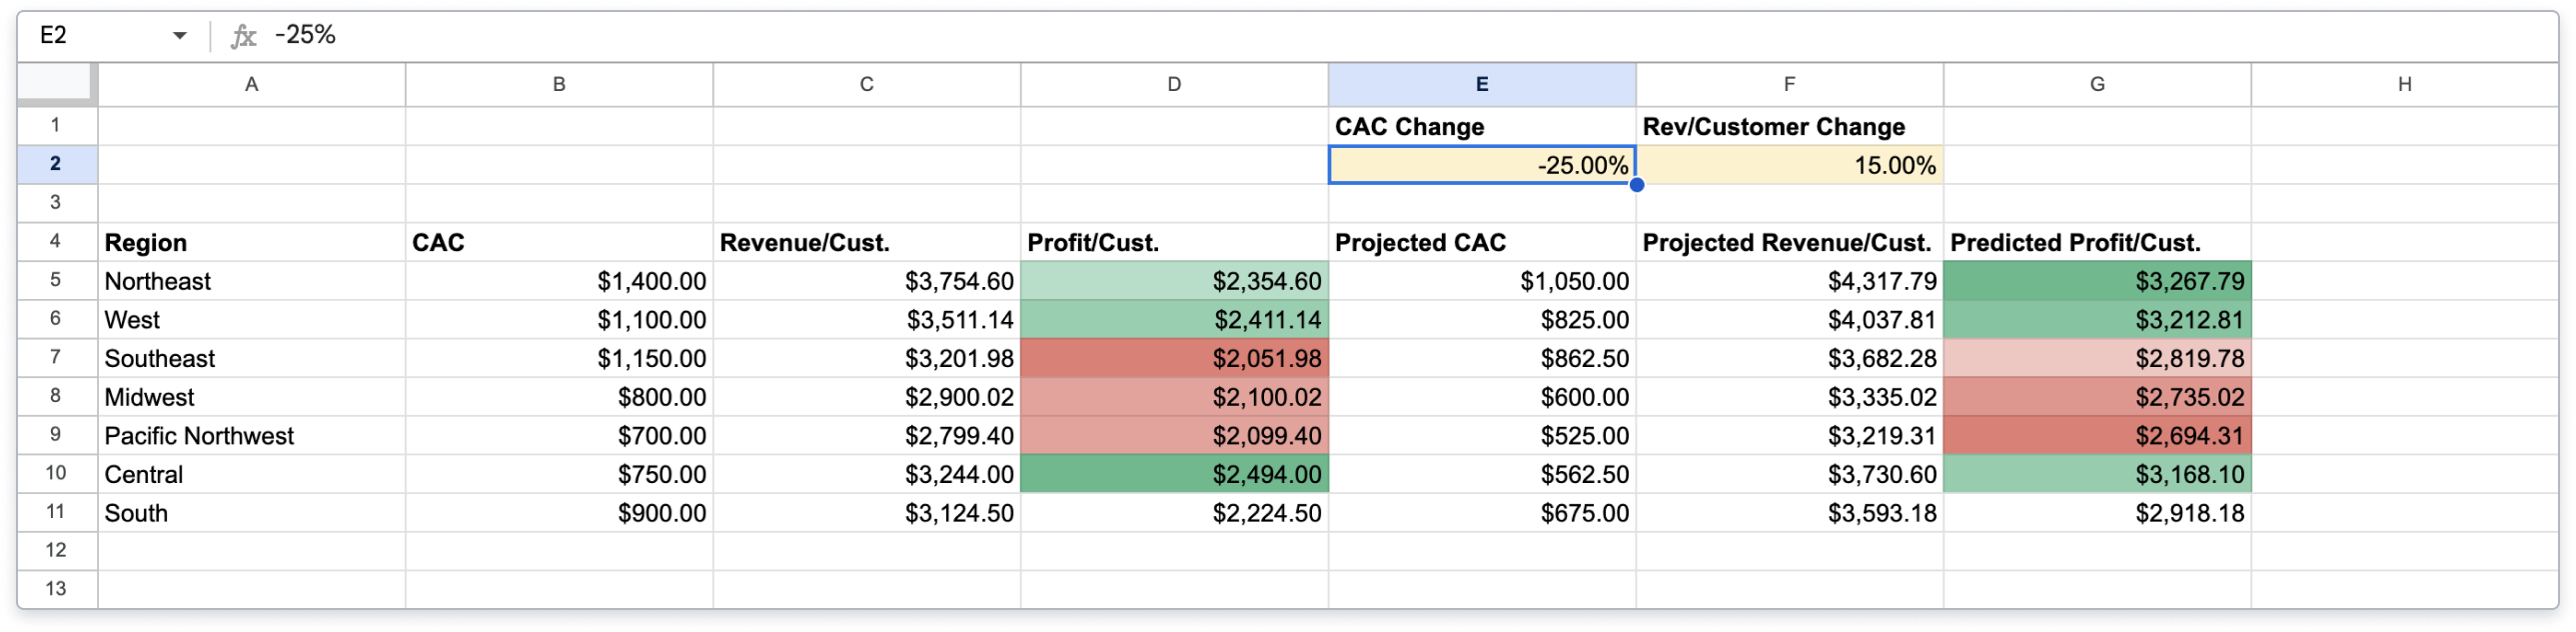 E2 fx -25%
A B C D E F G H
1 CAC Change Rev/Customer Change
2 -25.00% 15.00%
3
4 Region CAC Revenue/Cust. Profit/Cust. Projected CAC Projected Revenue/Cust. Predicted Profit/Cust.
5 Northeast $1,400.00 $3,754.60 $2,354.60 $1,050.00 $4,317.79 $3,267.79
6 West $1,100.00 $3,511.14 $2,411.14 $825.00 $4,037.81 $3,212.81
7 Southeast $1,150.00 $3,201.98 $2,051.98 $862.50 $3,682.28 $2,819.78
8 Midwest $800.00 $2,900.02 $2,100.02 $600.00 $3,335.02 $2,735.02
9 Pacific Northwest $700.00 $2,799.40 $2,099.40 $525.00 $3,219.31 $2,694.31
10 Central $750.00 $3,244.00 $2,494.00 $562.50 $3,730.60 $3,168.10
11 South $900.00 $3,124.50 $2,224.50 $675.00 $3,593.18 $2,918.18
12
13